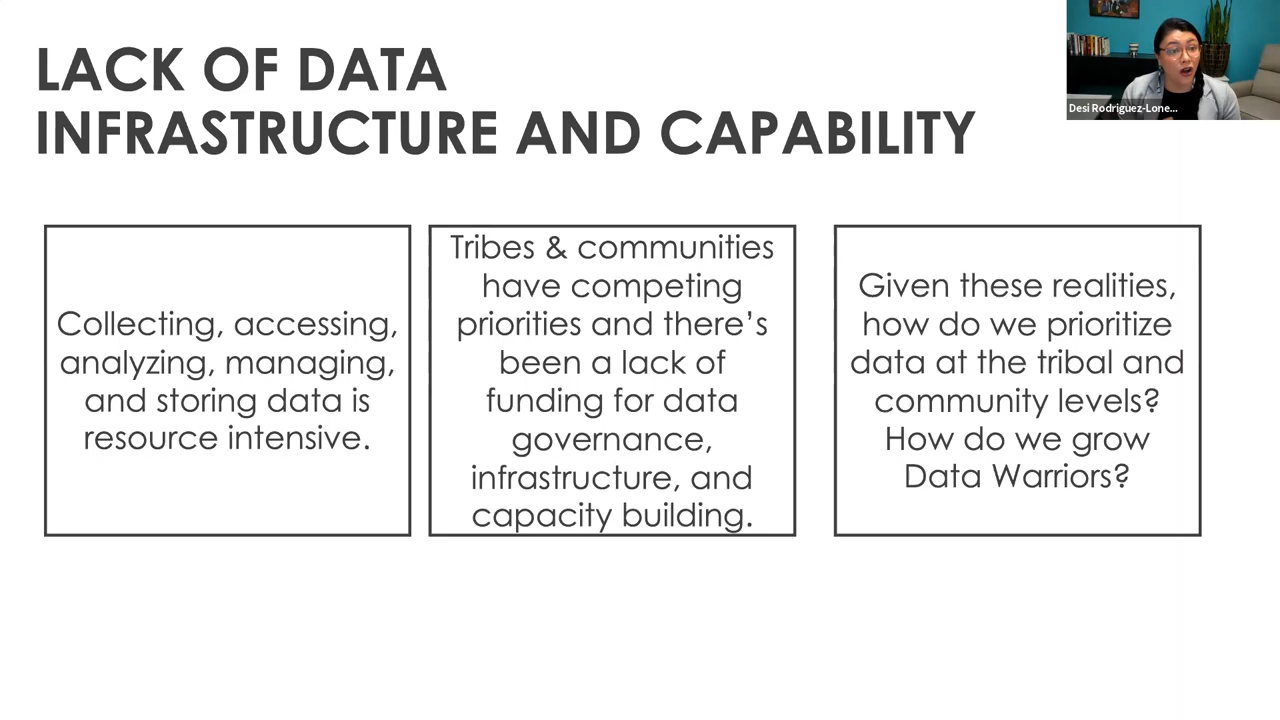 LACK OF DATA
INFRASTRUCTURE AND CAPABILITY
Desi Rodriguez-Lone...
Collecting, accessing,
analyzing, managing,
and storing data is
resource intensive.
Tribes & communities
have competing
priorities and there’s
been a lack of
funding for data
governance,
infrastructure, and
capacity building.
Given these realities,
how do we prioritize
data at the tribal and
community levels?
How do we grow
Data Warriors?